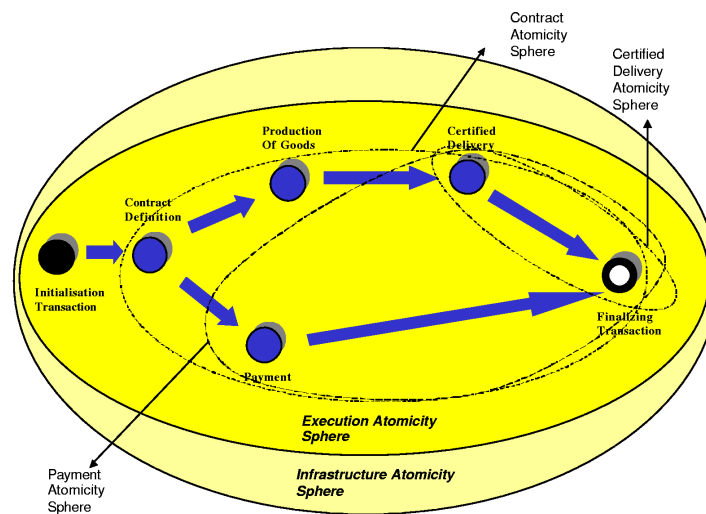 Contract
Atomicity
Sphere
Certified
Delivery
Atomicity
Sphere
Production
Of Goods
Certified
Delivery
Contract
Definition
Initialisation
Transaction
Finalizing
Transaction
Payment
Execution Atomicity
Sphere
Infrastructure Atomicity
Sphere
Payment
Atomicity
Sphere